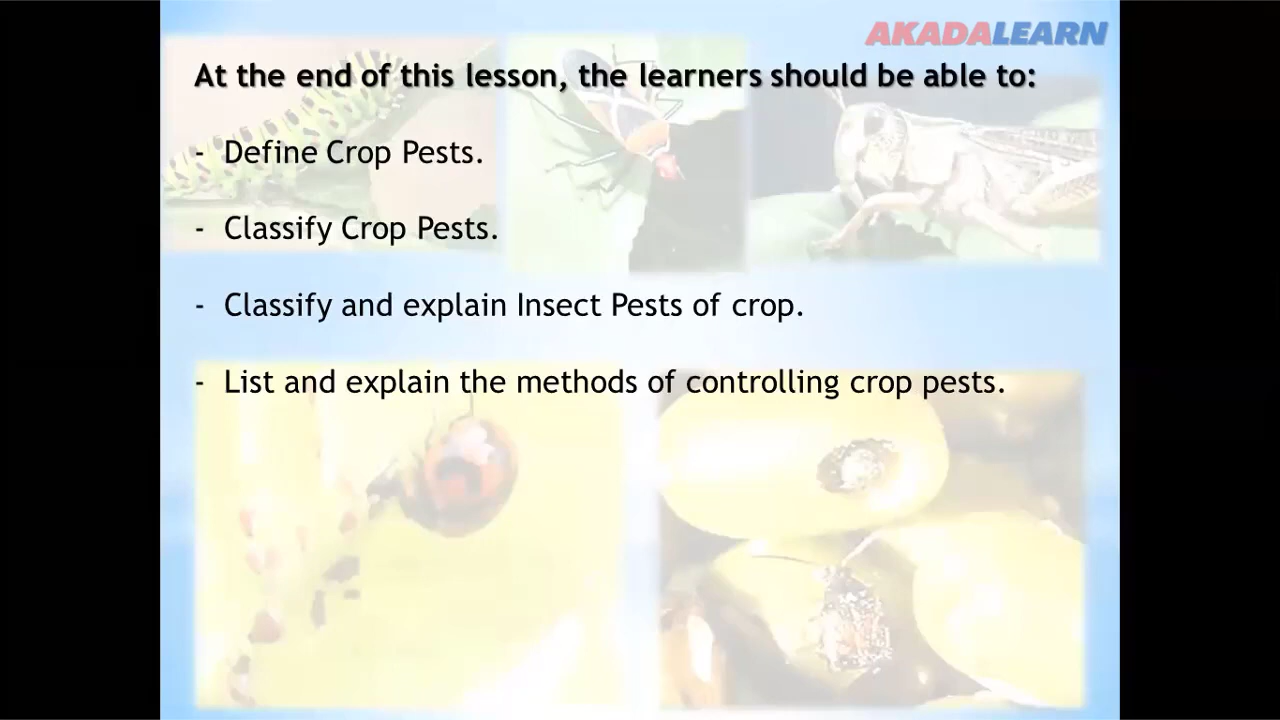 AKADALEARN
At the end of this lesson, the learners should be able to:
- Define Crop Pests.
- Classify Crop Pests.
- Classify and explain Insect Pests of crop.
- List and explain the methods of controlling crop pests.